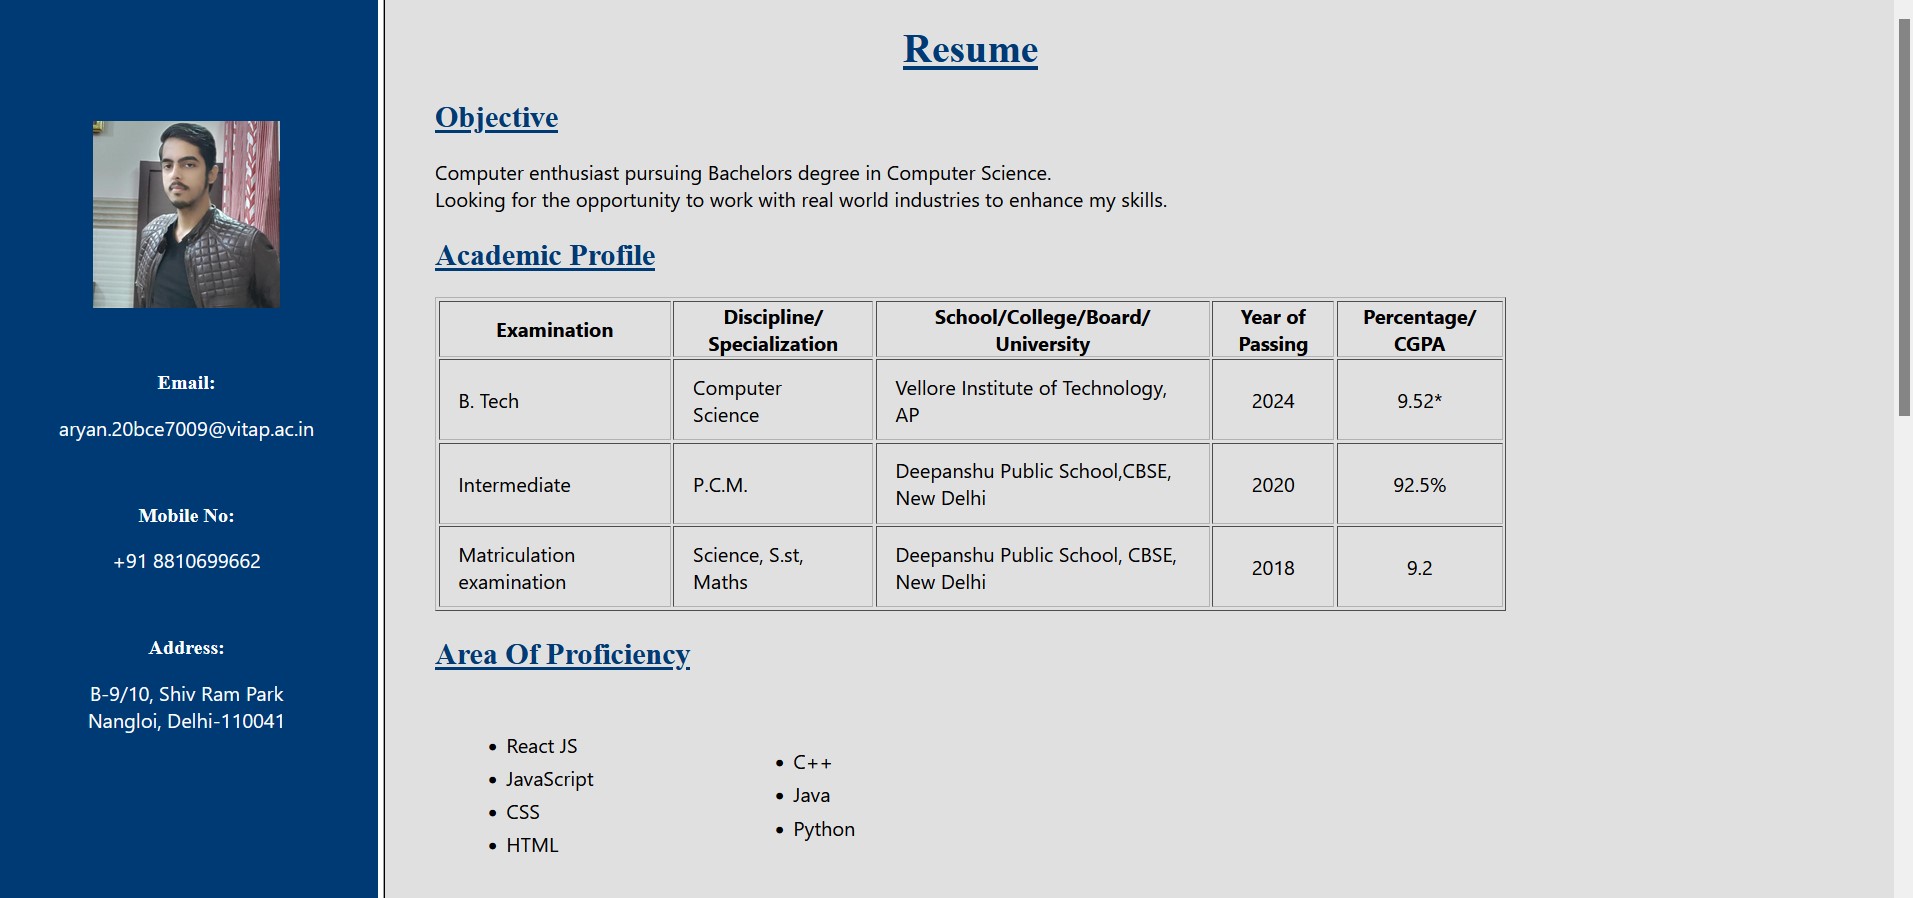 Email:
aryan.20bce7009@vitap.ac.in
Mobile No:
+91 8810699662
Address:
B-9/10, Shiv Ram Park
Nangloi, Delhi-110041
Resume
Objective
Computer enthusiast pursuing Bachelors degree in Computer Science.
Looking for the opportunity to work with real world industries to enhance my skills.
Academic Profile
Examination
Discipline/
Specialization
School/College/Board/
University
Year of
Passing
Percentage/
CGPA
B. Tech
Computer
Science
Vellore Institute of Technology,
AP
2024
9.52*
Intermediate
P.C.M.
Deepanshu Public School,CBSE,
New Delhi
2020
92.5%
Matriculation
examination
Science, S.st,
Maths
Deepanshu Public School, CBSE,
New Delhi
2018
9.2
Area Of Proficiency
• React JS
• JavaScript
• CSS
• HTML
• C++
• Java
• Python